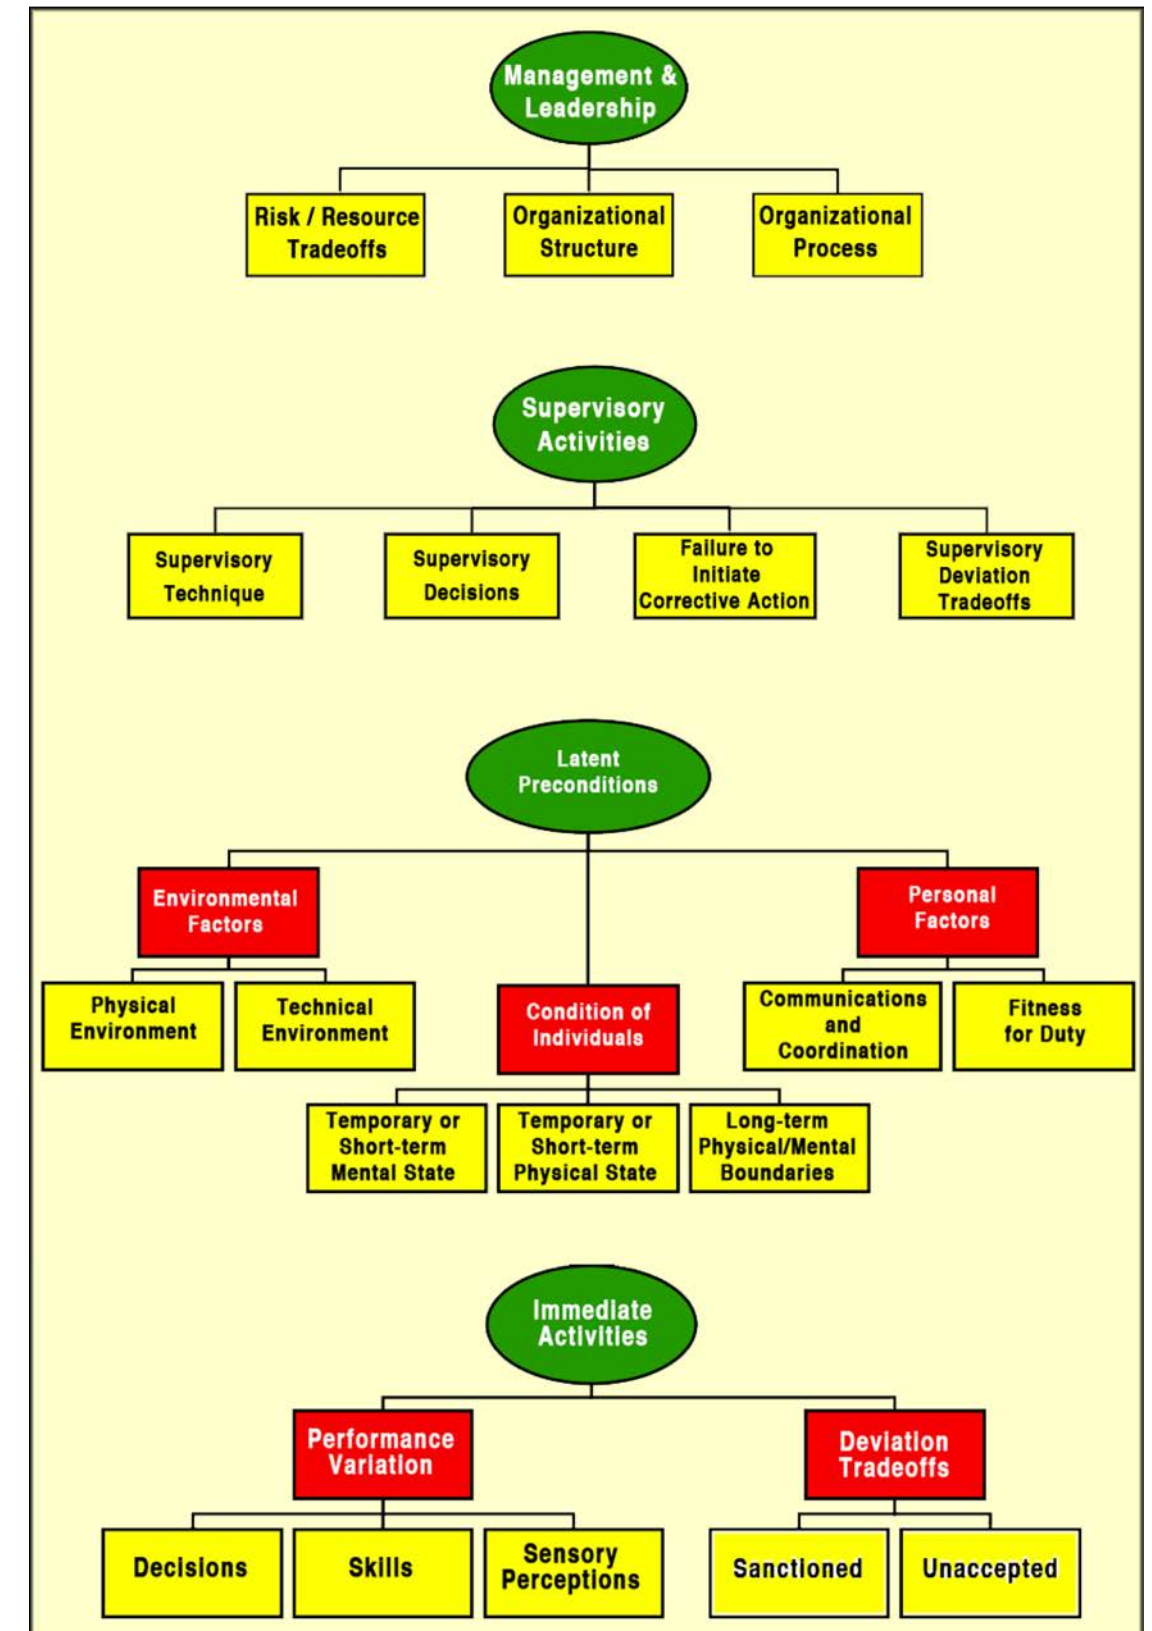 Management &
Leadership
Risk / Resource
Tradeoffs
Organizational
Structure
Organizational
Process
Supervisory
Activities
Supervisory
Technique
Supervisory
Decisions
Failure to
Initiate
Corrective Action
Supervisory
Deviation
Tradeoffs
Latent
Preconditions
Environmental
Factors
Personal
Factors
Physical
Environment
Technical
Environment
Condition of
Individuals
Communications
and
Coordination
Fitness
for Duty
Temporary or
Short-term
Mental State
Temporary or
Short-term
Physical State
Long-term
Physical/Mental
Boundaries
Immediate
Activities
Performance
Variation
Deviation
Tradeoffs
Decisions
Skills
Sensory
Perceptions
Sanctioned
Unaccepted